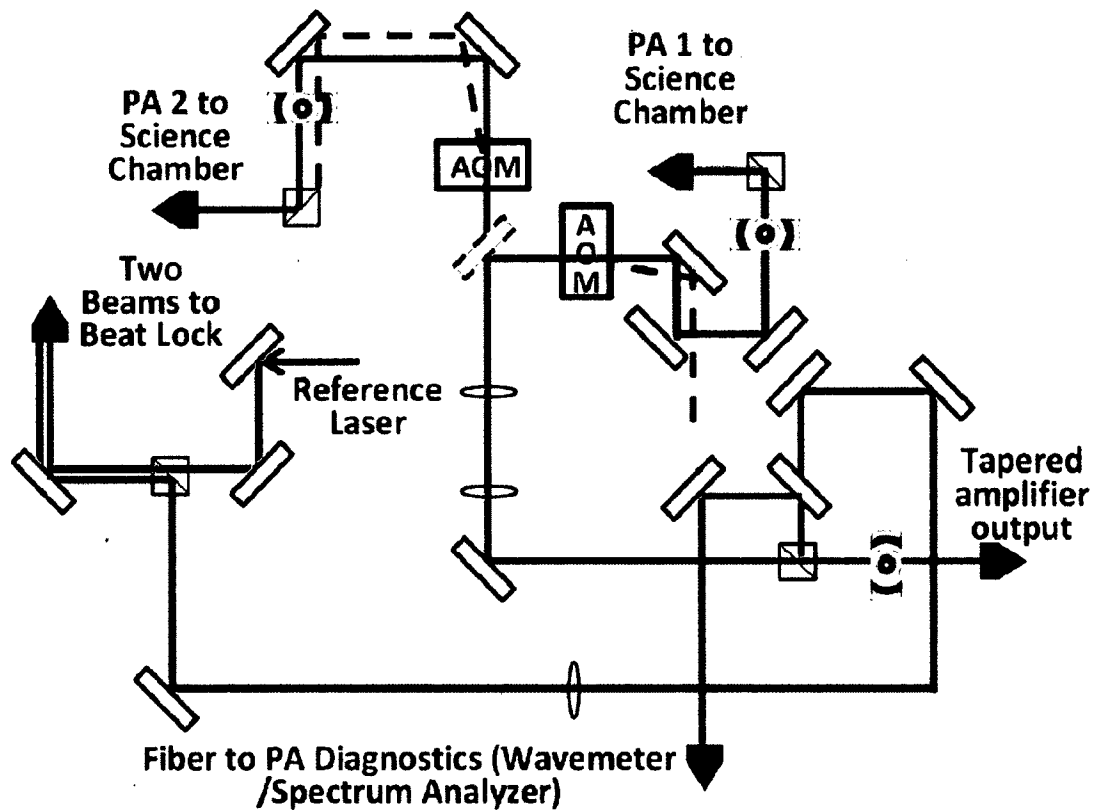 PA 1 to
Science
Chamber
PA 2 to
Science
Chamber
AOM
A
O
M
Two
Beams to
Beat Lock
Reference
Laser
Tapered
amplifier
output
Fiber to PA Diagnostics (Wavemeter
/Spectrum Analyzer)